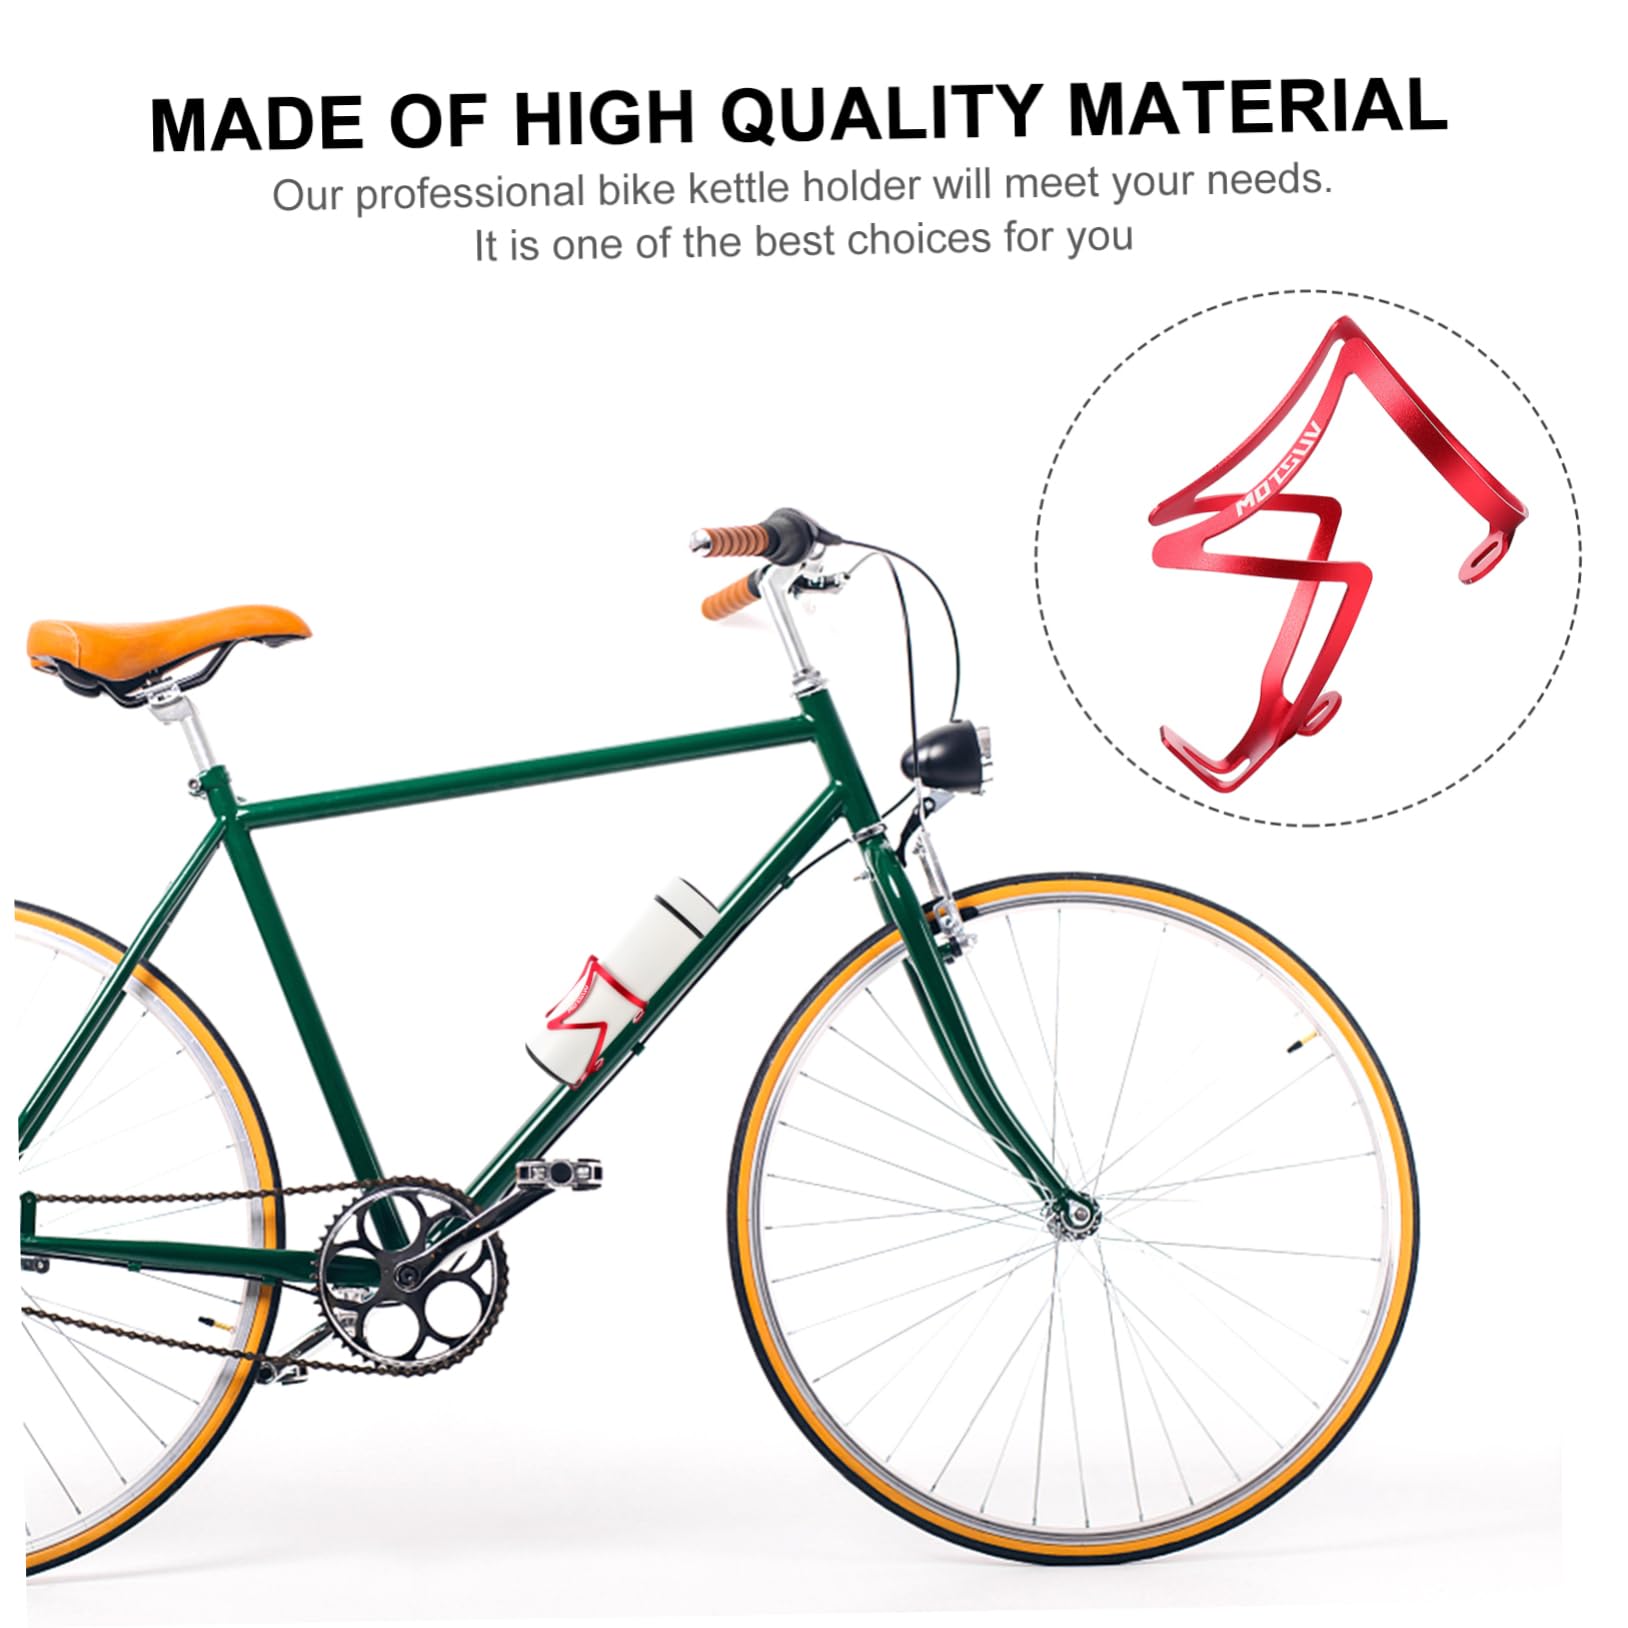 MADE OF HIGH QUALITY MATERIAL
Our professional bike kettle holder will meet your needs.
It is one of the best choices for you
MOTSUV